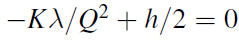 −Kλ/Q² + h/2 = 0